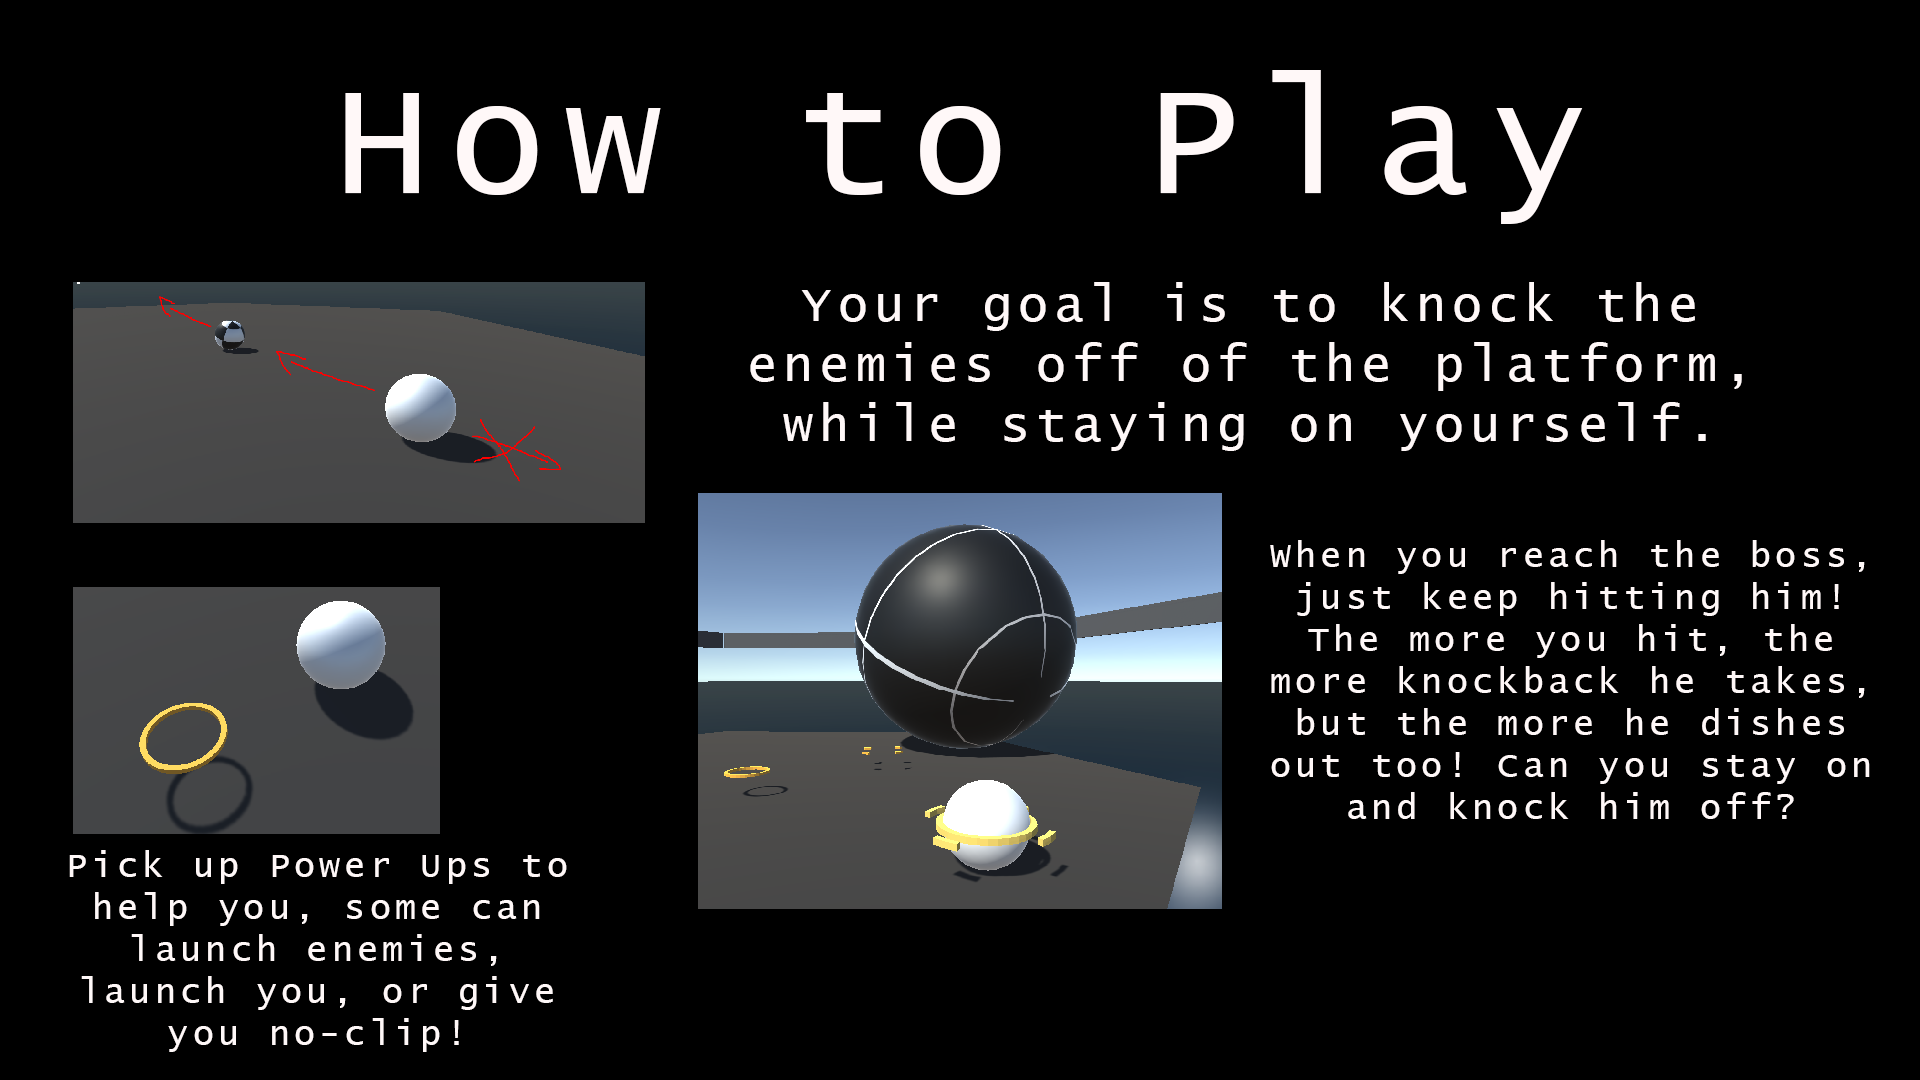 How to Play
Your goal is to knock the
enemies off of the platform,
while staying on yourself.
When you reach the boss,
just keep hitting him!
The more you hit, the
more knockback he takes,
but the more he dishes
out too! Can you stay on
and knock him off?
Pick up Power Ups to
help you, some can
launch enemies,
launch you, or give
you no-clip!